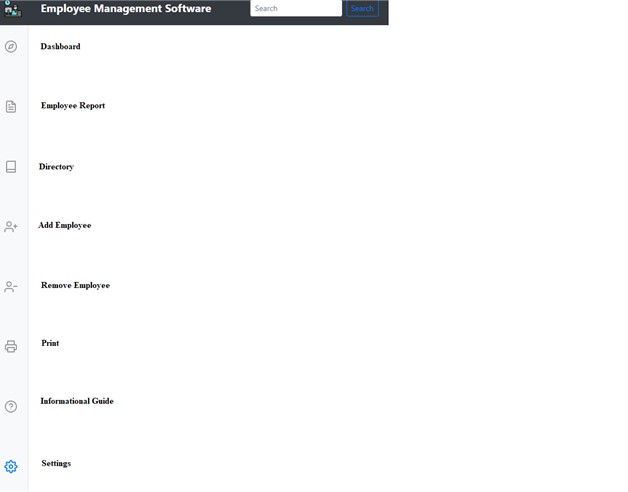 Employee Management Software
Search
Search
Dashboard
Employee Report
Directory
Add Employee
Remove Employee
Print
Informational Guide
Settings